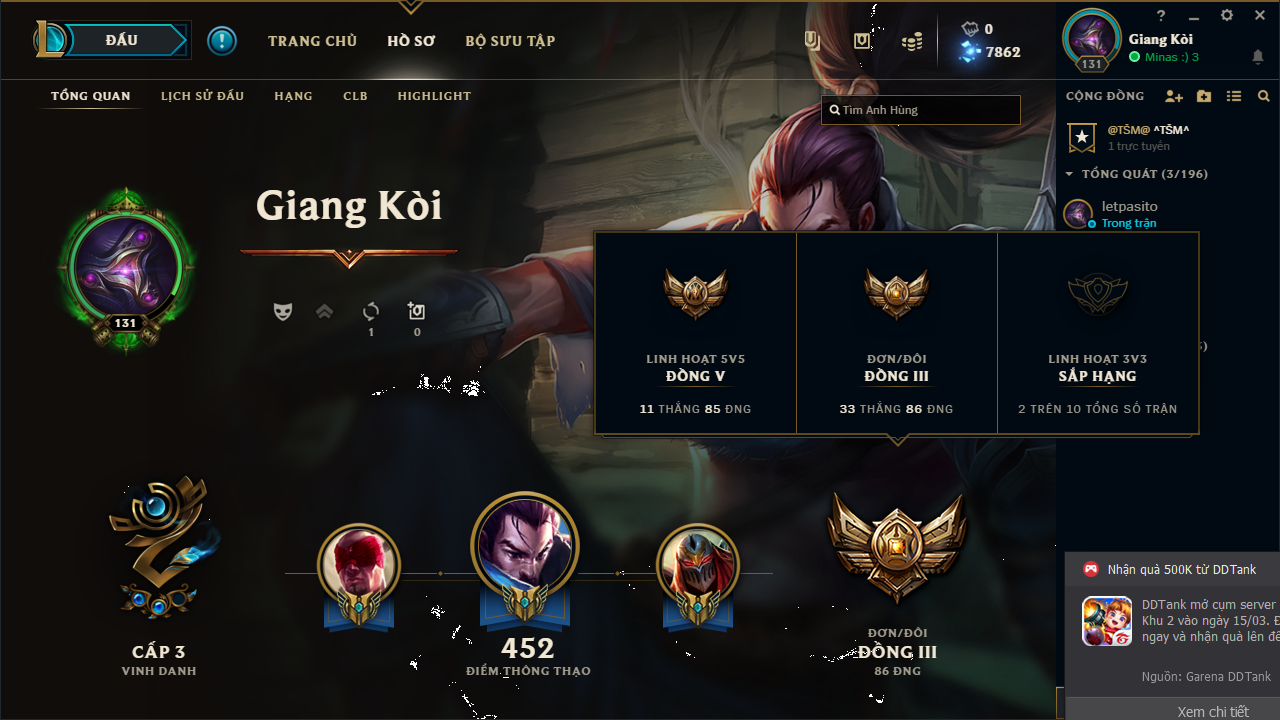 ĐẤU
TRANG CHỦ
HỒ SƠ
BỘ SƯU TẬP
0
7862
?
Giang Kòi
Minas :) 3
131
TỔNG QUAN
LỊCH SỬ ĐẤU
HẠNG
CLB
HIGHLIGHT
Tìm Anh Hùng
CỘNG ĐỒNG
@TŠM@ ^TŠM^
1 trực tuyến
TỔNG QUÁT (3/196)
letpasito
Trong trận
Giang Kòi
131
1
0
LINH HOẠT 5V5
ĐỒNG V
11 THẮNG 85 ĐNG
ĐƠN/ĐÔI
ĐỒNG III
33 THẮNG 86 ĐNG
LINH HOẠT 3V3
SẮP HẠNG
2 TRÊN 10 TỔNG SỐ TRẬN
CẤP 3
VINH DANH
452
ĐIỂM THÔNG THẠO
ĐƠN/ĐÔI
ĐỒNG III
86 ĐNG
Nhận quà 500K từ DDTank
DDTank mở cụm server
Khu 2 vào ngày 15/03. Đ
ngay và nhận quà lên đế
Nguồn: Garena DDTank
Xem chi tiết